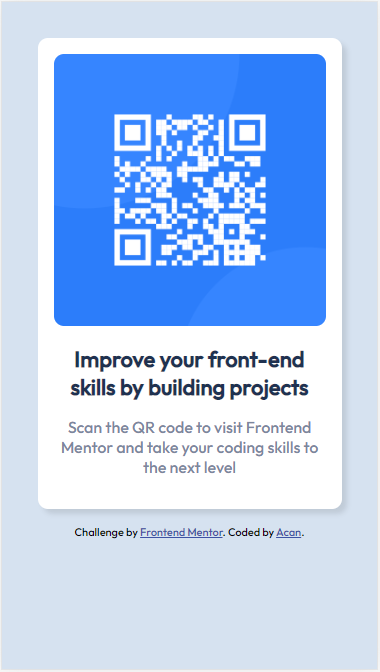 Improve your front-end
skills by building projects
Scan the QR code to visit Frontend
Mentor and take your coding skills to
the next level
Challenge by Frontend Mentor. Coded by Acan.